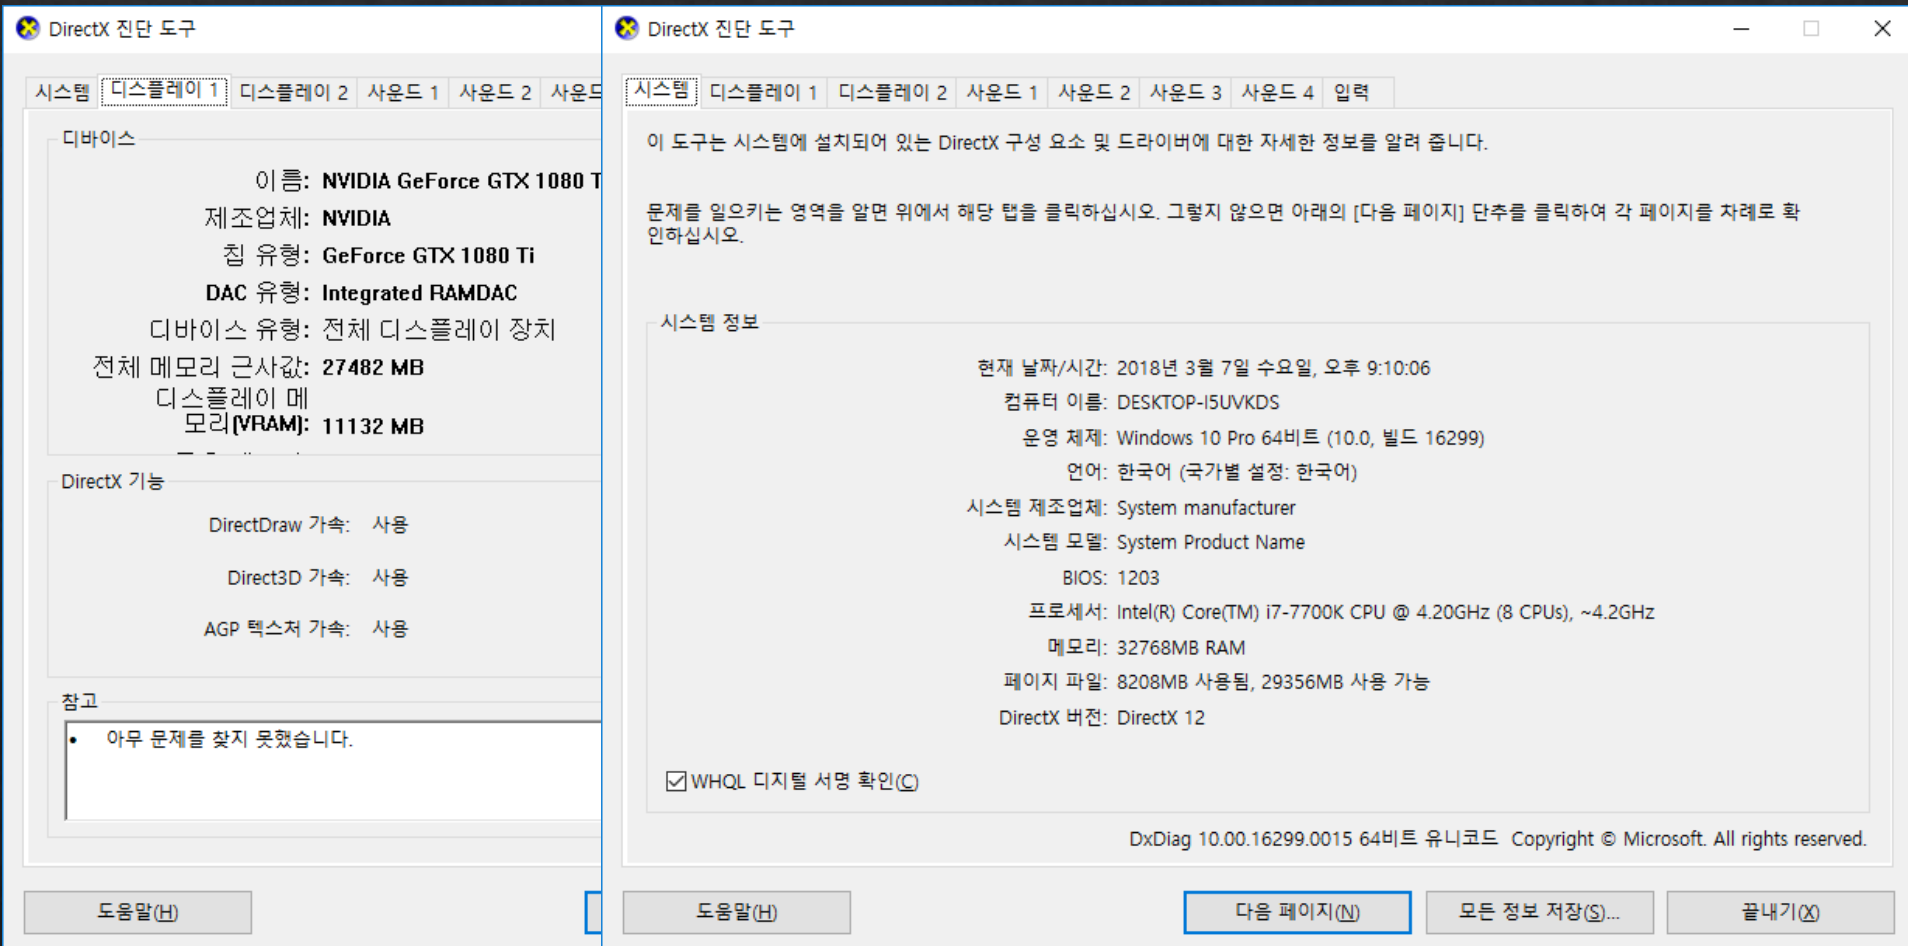 DirectX 진단 도구
시스템 디스플레이 1 디스플레이 2 사운드 1 사운드 2 사운드
디바이스
이름: NVIDIA GeForce GTX 1080 T
제조업체: NVIDIA
칩 유형: GeForce GTX 1080 Ti
DAC 유형: Integrated RAMDAC
디바이스 유형: 전체 디스플레이 장치
전체 메모리 근사값: 27482 MB
디스플레이 메
모리(VRAM): 11132 MB
DirectX 기능
DirectDraw 가속: 사용
Direct3D 가속: 사용
AGP 텍스처 가속: 사용
참고
• 아무 문제를 찾지 못했습니다.
도움말(H)
DirectX 진단 도구
시스템 디스플레이 1 디스플레이 2 사운드 1 사운드 2 사운드 3 사운드 4 입력
이 도구는 시스템에 설치되어 있는 DirectX 구성 요소 및 드라이버에 대한 자세한 정보를 알려 줍니다.
문제를 일으키는 영역을 알면 위에서 해당 탭을 클릭하십시오. 그렇지 않으면 아래의 [다음 페이지] 단추를 클릭하여 각 페이지를 차례로 확
인하십시오.
시스템 정보
현재 날짜/시간: 2018년 3월 7일 수요일, 오후 9:10:06
컴퓨터 이름: DESKTOP-I5UVKDS
운영 체제: Windows 10 Pro 64비트 (10.0, 빌드 16299)
언어: 한국어 (국가별 설정: 한국어)
시스템 제조업체: System manufacturer
시스템 모델: System Product Name
BIOS: 1203
프로세서: Intel(R) Core(TM) i7-7700K CPU @ 4.20GHz (8 CPUs), ~4.2GHz
메모리: 32768MB RAM
페이지 파일: 8208MB 사용됨, 29356MB 사용 가능
DirectX 버전: DirectX 12
WHQL 디지털 서명 확인(C)
DxDiag 10.00.16299.0015 64비트 유니코드 Copyright © Microsoft. All rights reserved.
도움말(H) 다음 페이지(N) 모든 정보 저장(S)... 끝내기(X)